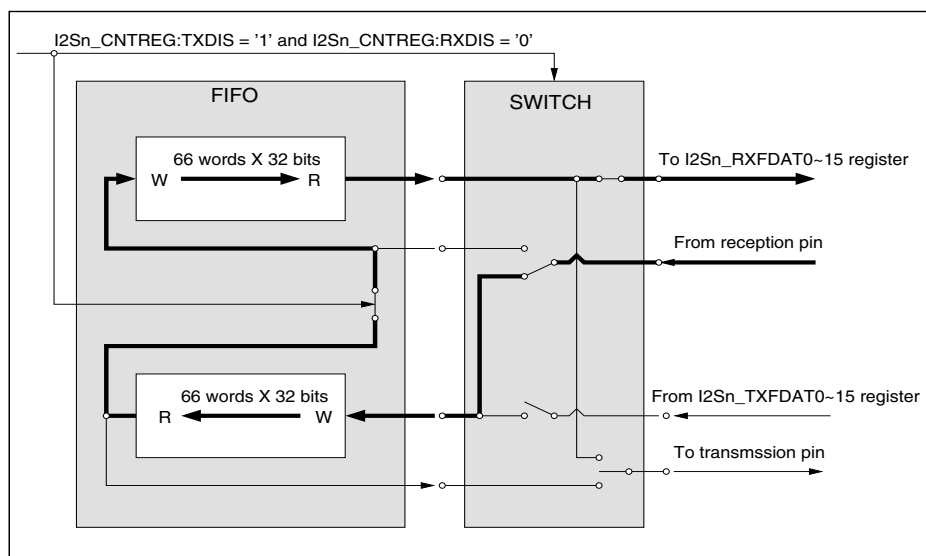 I2Sn_CNTREG:TXDIS = '1' and I2Sn_CNTREG:RXDIS = '0'
FIFO
SWITCH
66 words X 32 bits
W
R
To I2Sn_RXFDAT0~15 register
From reception pin
66 words X 32 bits
R
W
From I2Sn_TXFDAT0~15 register
To transmssion pin